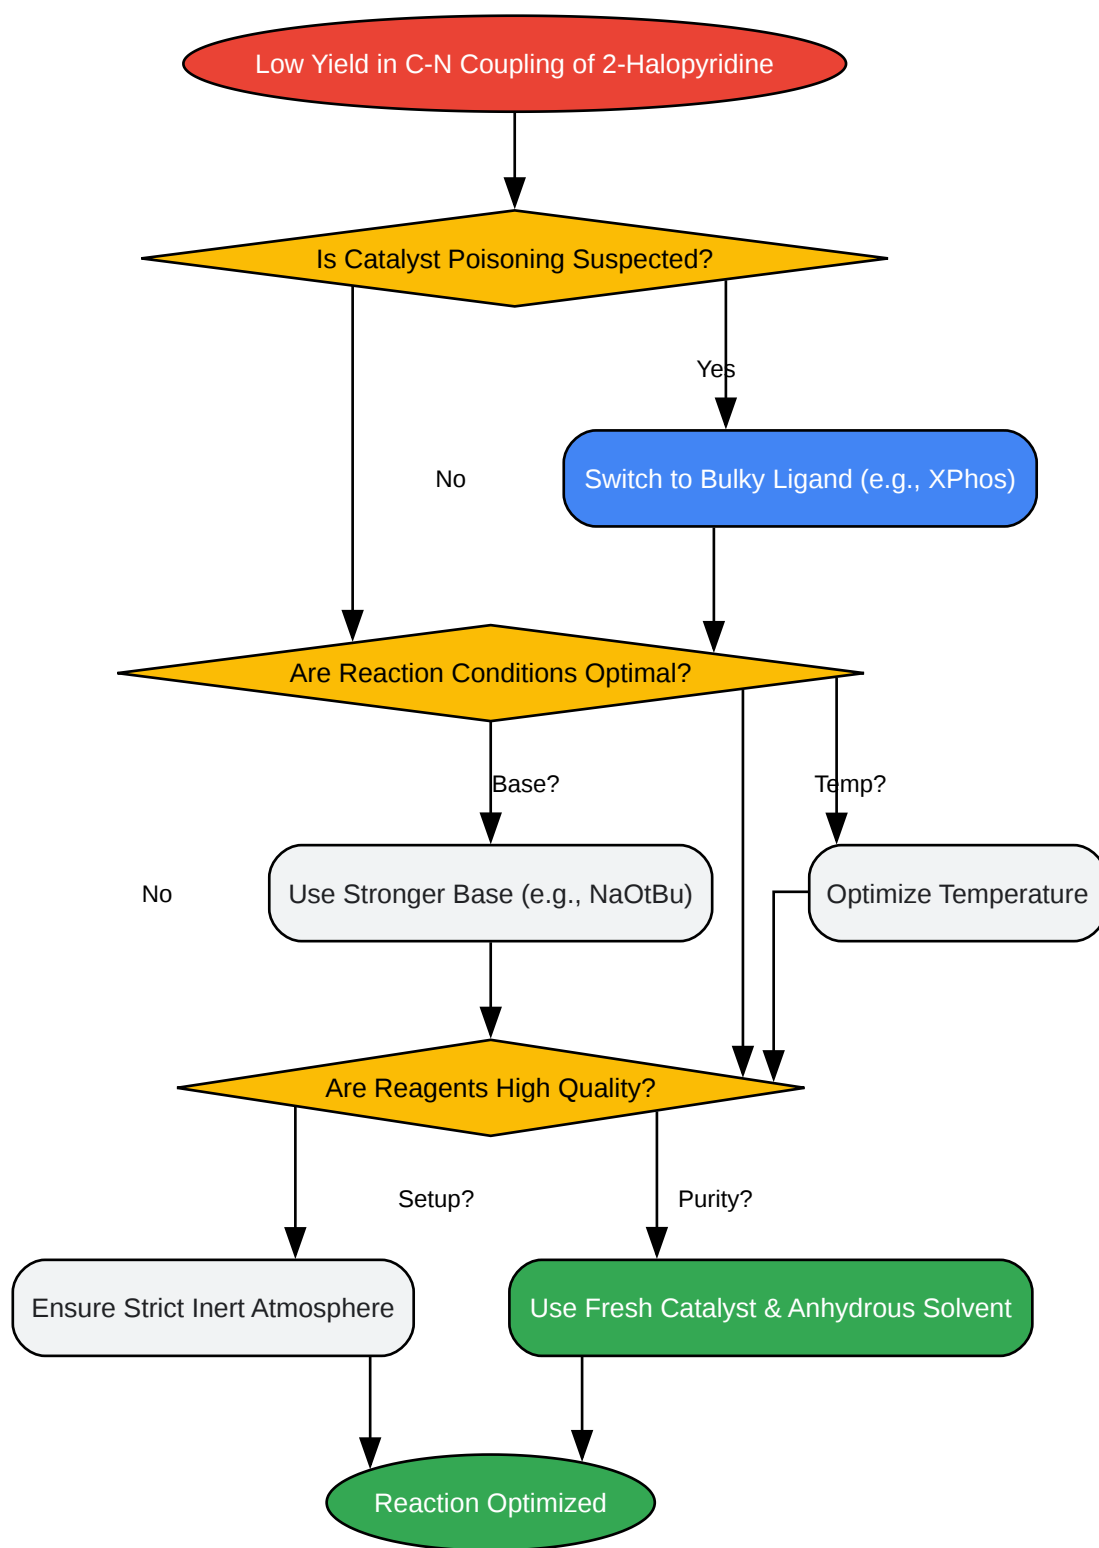 Low Yield in C-N Coupling of 2-Halopyridine
Is Catalyst Poisoning Suspected?
Yes
No
Switch to Bulky Ligand (e.g., XPhos)
Are Reaction Conditions Optimal?
Base?
Temp?
No
Use Stronger Base (e.g., NaOtBu)
Optimize Temperature
Are Reagents High Quality?
Setup?
Purity?
Ensure Strict Inert Atmosphere
Use Fresh Catalyst & Anhydrous Solvent
Reaction Optimized